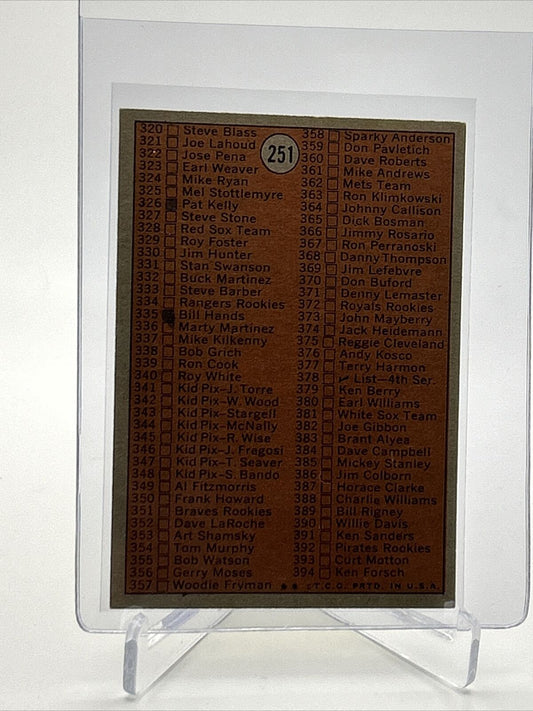 251
320 Steve Blass
321 Joe Lahoud
322 Jose Pena
323 Earl Weaver
324 Mike Ryan
325 Mel Stottlemyre
326 Pat Kelly
327 Steve Stone
328 Red Sox Team
329 Roy Foster
330 Jim Hunter
331 Stan Swanson
332 Buck Martinez
333 Steve Barber
334 Rangers Rookies
335 Bill Hands
336 Marty Martinez
337 Mike Kilkenny
338 Bob Grich
339 Ron Cook
340 Roy White
341 Kid Pix-J. Torre
342 Kid Pix-W. Wood
343 Kid Pix-Stargell
344 Kid Pix-McNally
345 Kid Pix-R. Wise
346 Kid Pix-J. Fregosi
347 Kid Pix-T. Seaver
348 Kid Pix-S. Bando
349 Al Fitzmorris
350 Frank Howard
351 Braves Rookies
352 Dave LaRoche
353 Art Shamsky
354 Tom Murphy
355 Bob Watson
356 Gerry Moses
357 Woodie Fryman
358 Sparky Anderson
359 Don Pavletich
360 Dave Roberts
361 Mike Andrews
362 Mets Team
363 Ron Klimkowski
364 Johnny Callison
365 Dick Bosman
366 Jimmy Rosario
367 Ron Perranoski
368 Danny Thompson
369 Jim Lefebvre
370 Don Buford
371 Denny Lemaster
372 Royals Rookies
373 John Mayberry
374 Jack Heidemann
375 Reggie Cleveland
376 Andy Kosco
377 Terry Harmon
378 ✓ List-4th Ser.
379 Ken Berry
380 Earl Williams
381 White Sox Team
382 Joe Gibbon
383 Brant Alyea
384 Dave Campbell
385 Mickey Stanley
386 Jim Colborn
387 Horace Clarke
388 Charlie Williams
389 Bill Rigney
390 Willie Davis
391 Ken Sanders
392 Pirates Rookies
393 Curt Motton
394 Ken Forsch
T.C.G. PRTD. IN U.S.A.